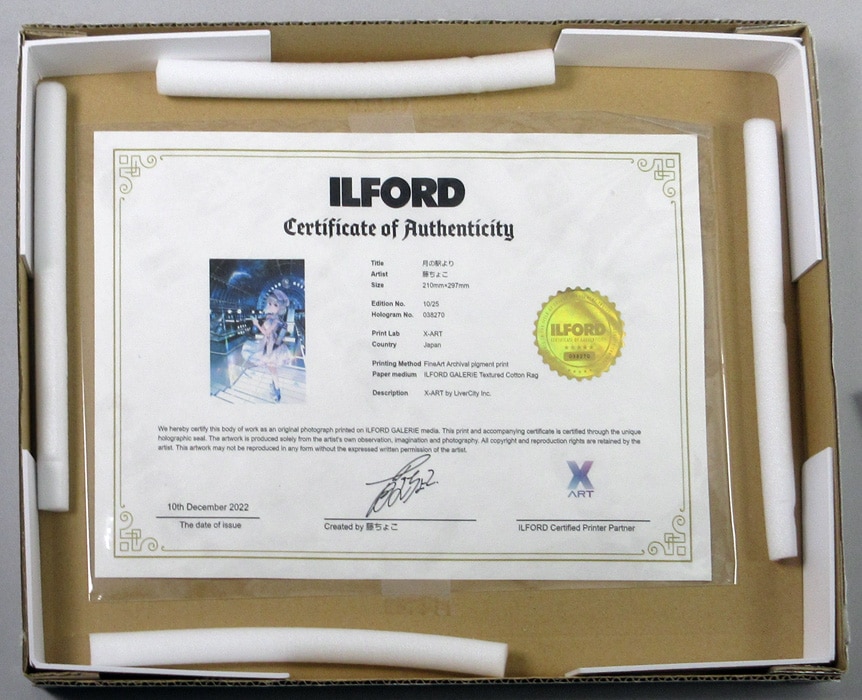 ILFORD
Certificate of Authenticity
Title 月の駅より
Artist 藤ちょこ
Size 210mm×297mm
Edition No. 10/25
Hologram No. 038270
Print Lab X-ART
Country Japan
Printing Method FineArt Archival pigment print
Paper medium ILFORD GALERIE Textured Cotton Rag
Description X-ART by LiverCity Inc.
ILFORD
038270
We hereby certify this body of work as an original photograph printed on ILFORD GALERIE media. This print and accompanying certificate is certified through the unique
holographic seal. The artwork is produced solely from the artist's own observation, imagination and photography. All copyright and reproduction rights are retained by the
artist. This artwork may not be reproduced in any form without the expressed written permission of the artist.
X
ART
10th December 2022
The date of issue
Created by 藤ちょこ
ILFORD Certified Printer Partner